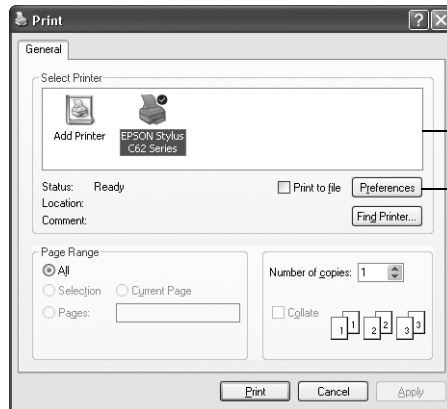 Print
General
Select Printer
Add Printer
EPSON Stylus
C62 Series
Status: Ready
Print to file
Preferences
Location:
Comment:
Find Printer...
Page Range
All
Selection
Current Page
Pages:
Number of copies: 1
Collate
1 1 2 2 3 3
Print
Cancel
Apply